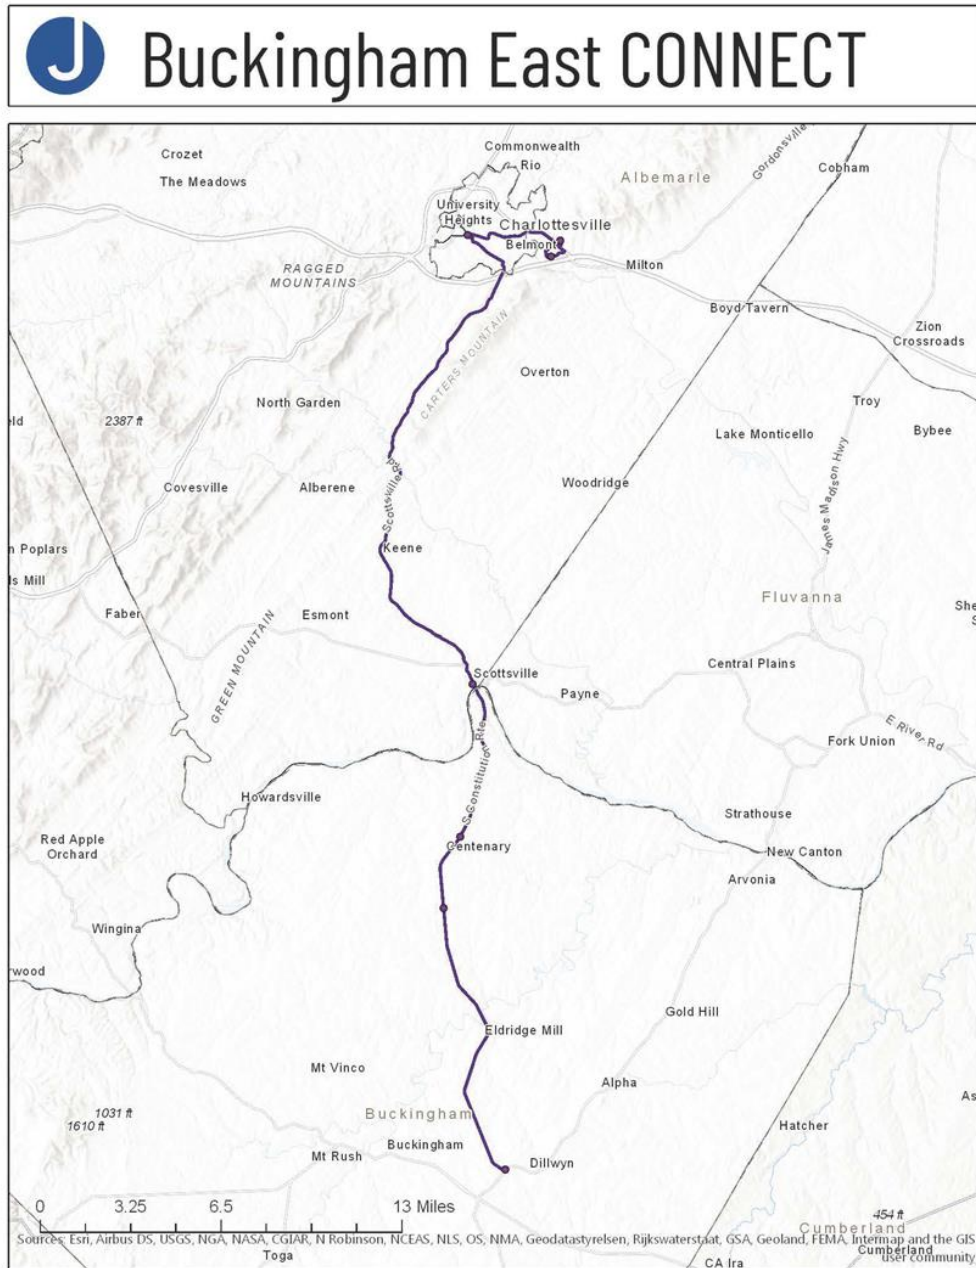 J Buckingham East CONNECT
Crozet
The Meadows
Commonwealth
Rio
Albemarle
Gordonsville
Cobham
University
Heights
Charlottesville
Belmont
Milton
RAGGED
MOUNTAINS
Boyd Tavern
Zion
Crossroads
CARTERS MOUNTAIN
Overton
North Garden
2387 ft
eld
Troy
Bybee
Lake Monticello
James Madison Hwy
Covesville
Alberene
Scottsville Rd
Woodridge
n Poplars
ls Mill
Keene
Faber
Esmont
GREEN MOUNTAIN
Fluvanna
She
S
Scottsville
Central Plains
Payne
E River Rd
Fork Union
S Constitution Rte
Howardsville
Strathouse
Red Apple
Orchard
Centenary
New Canton
Arvonia
Wingina
rwood
Gold Hill
Eldridge Mill
Mt Vinco
Alpha
1031 ft
1610 ft
Buckingham
As
Hatcher
Buckingham
Mt Rush
Dillwyn
0 3.25 6.5 13 Miles
454 ft
Cumberland
Sources: Esri, Airbus DS, USGS, NGA, NASA, CGIAR, N Robinson, NCEAS, NLS, OS, NMA, Geodatastyrelsen, Rijkswaterstaat, GSA, Geoland, FEMA, Intermap and the GIS
user community
Cumberland
Toga
CA Ira